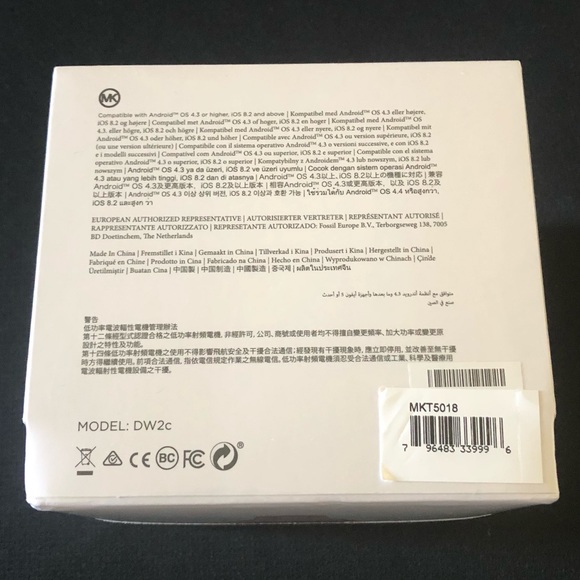 MK
Compatible with Android™ OS 4.3 or higher, iOS 8.2 and above | Kompatibel med Android™ OS 4.3 eller højere,
iOS 8.2 og højere | Compatibel met Android™ OS 4.3 of hoger, iOS 8.2 en hoger | Kompatibel med Android™ OS
4.3. eller högre, iOS 8.2 och högre | Kompatibel med Android™ OS 4.3 eller nyere, iOS 8.2 og nyere | Kompatibel mit
Android™ OS 4.3 oder höher, iOS 8.2 und höher | Compatible avec Android™ OS 4.3 ou version supérieure, iOS 8.2
(ou une version ultérieure) | Compatible con el sistema operativo Android™ 4.3 o versiones successive, e con iOS 8.2
e i modelli successivi | Compatível com Android™ OS 4.3 ou superior, iOS 8.2 e superior | Compatible con el sistema
operativo Android™ 4.3 o superior, iOS 8.2 o superior | Kompatybilny z Androidem™ 4.3 lub nowszym, iOS 8.2 lub
nowszym | Android™ OS 4.3 ya da üzeri, iOS 8.2 ve üzeri uyumlu | Cocok dengan sistem operasi Android™
4.3 atau yang lebih tinggi, iOS 8.2 dan di atasnya | Android™ OS 4.3以上, iOS 8.2以上の機種に対応 | 兼容
Android™ OS 4.3及更高版本、iOS 8.2及以上版本 | 相容Android™ OS 4.3或更高版本、以及 iOS 8.2及
以上版本 | Android™ OS 4.3 이상 상위 버전, iOS 8.2 이상과 호환 가능 | ใช้ร่วมได้กับ Android™ OS 4.4 หรือสูงกว่า,
iOS 8.2 และสูงกว่า
EUROPEAN AUTHORIZED REPRESENTATIVE | AUTORISIERTER VERTRETER | REPRÉSENTANT AUTORISÉ |
RAPPRESENTANTE AUTORIZZATO | REPRESETANTE AUTORIZADO: Fossil Europe B.V., Terborgseweg 138, 7005
BD Doetinchem, The Netherlands
Made In China | Fremstillet i Kina | Gemaakt in China | Tillverkad i Kina | Produsert i Kina | Hergestellt in China |
Fabriqué en Chine | Prodotto in Cina | Fabricado na China | Hecho en China | Wyprodukowano w Chinach | Çin'de
Üretilmiştir | Buatan Cina | 中国製 | 中国制造 | 中國製造 | 중국제 | ผลิตในประเทศจีน
متوافق مع أنظمة أندرويد 4.3 وما بعدها وأجهزة آيفون 5 أو أحدث
صنع في الصين
警告
低功率電波輻性電機管理辦法
第十二條經型式認證合格之低功率射頻電機, 非經許可, 公司, 商號或使用者均不得擅自變更頻率、加大功率或變更原
設計之特性及功能。
第十四條低功率射頻電機之使用不得影響飛航安全及干擾合法通信；經發現有干擾現象時, 應立即停用, 並改善至無干擾
時方得繼續使用。前項合法通信, 指依電信規定作業之無線電信。低功率射頻電機須忍受合法通信或工業, 科學及醫療用
電波輻射性電機設備之干擾。
MODEL: DW2c
CE BC FC
MKT5018
7 96483 33999 6